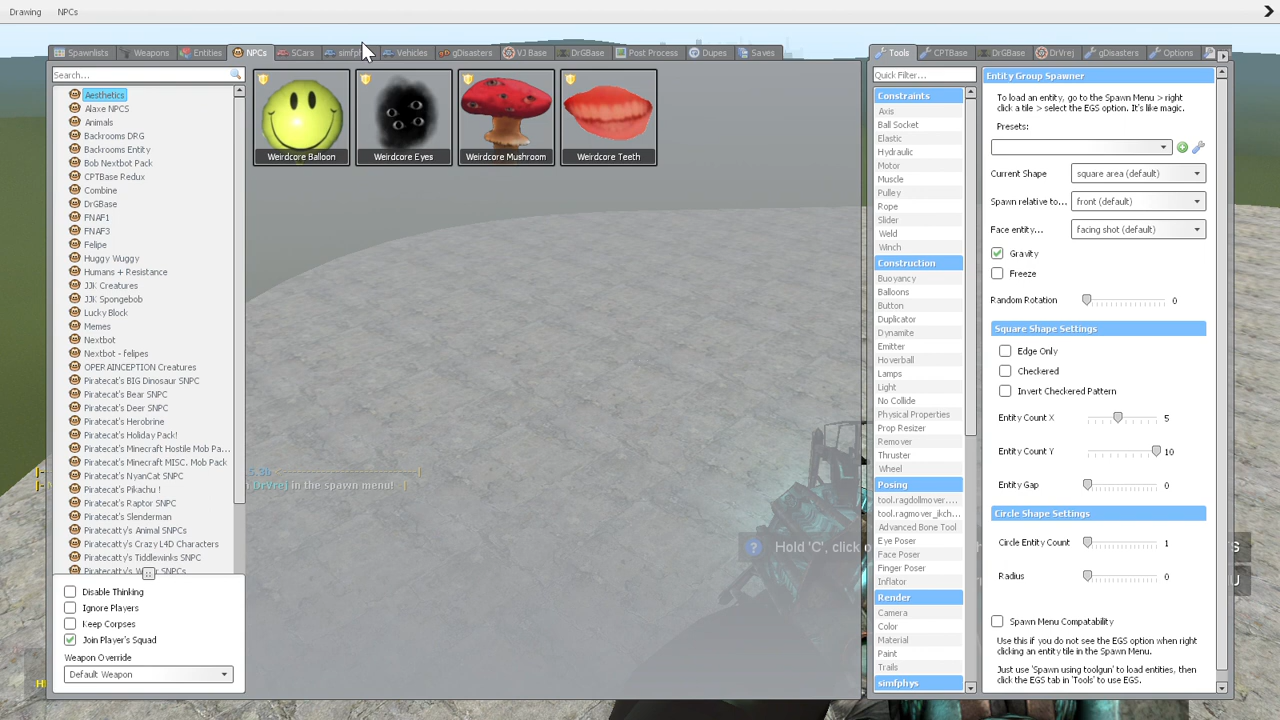 Drawing NPCs
Spawnlists Weapons Entities NPCs SCars Vehicles gDisasters VJ Base DrGBase Post Process Dupes Saves
Search...
Aesthetics
Alaxe NPCS
Animals
Backrooms DRG
Backrooms Entity
Bob Nextbot Pack
CPTBase Redux
Combine
DrGBase
FNAF1
FNAF3
Felipe
Huggy Wuggy
Humans + Resistance
JJK Creatures
JJK Spongebob
Lucky Block
Memes
Nextbot
Nextbot - felipes
OPERAINCEPTION Creatures
Piratecat's BIG Dinosaur SNPC
Piratecat's Bear SNPC
Piratecat's Deer SNPC
Piratecat's Herobrine
Piratecat's Holiday Pack!
Piratecat's Minecraft Hostile Mob Pa...
Piratecat's Minecraft MISC. Mob Pack
Piratecat's NyanCat SNPC
Piratecat's Pikachu !
Piratecat's Raptor SNPC
Piratecat's Slenderman
Piratecatty's Animal SNPCs
Piratecatty's Crazy L4D Characters
Piratecatty's Tiddlewinks SNPC
Disable Thinking
Ignore Players
Keep Corpses
Join Player's Squad
Weapon Override
Default Weapon
Weirdcore Balloon Weirdcore Eyes Weirdcore Mushroom Weirdcore Teeth
DrVrej in the spawn menu!
Hold 'C', click o
Tools CPTBase DrGBase DrVrej gDisasters Options
Quick Filter...
Constraints
Axis
Ball Socket
Elastic
Hydraulic
Motor
Muscle
Pulley
Rope
Slider
Weld
Winch
Construction
Buoyancy
Balloons
Button
Duplicator
Dynamite
Emitter
Hoverball
Lamps
Light
No Collide
Physical Properties
Prop Resizer
Remover
Thruster
Wheel
Posing
tool.ragdollmover....
tool.ragmover_ikch...
Advanced Bone Tool
Eye Poser
Face Poser
Finger Poser
Inflator
Render
Camera
Color
Material
Paint
Trails
simfphys
Entity Group Spawner
To load an entity, go to the Spawn Menu > right
click a tile > select the EGS option. It's like magic.
Presets:
Current Shape square area (default)
Spawn relative to... front (default)
Face entity... facing shot (default)
Gravity
Freeze
Random Rotation 0
Square Shape Settings
Edge Only
Checkered
Invert Checkered Pattern
Entity Count X 5
Entity Count Y 10
Entity Gap 0
Circle Shape Settings
Circle Entity Count 1
Radius 0
Spawn Menu Compatability
Use this if you do not see the EGS option when right
clicking an entity tile in the Spawn Menu.
Just use 'Spawn using toolgun' to load entities, then
click the EGS tab in 'Tools' to use EGS.